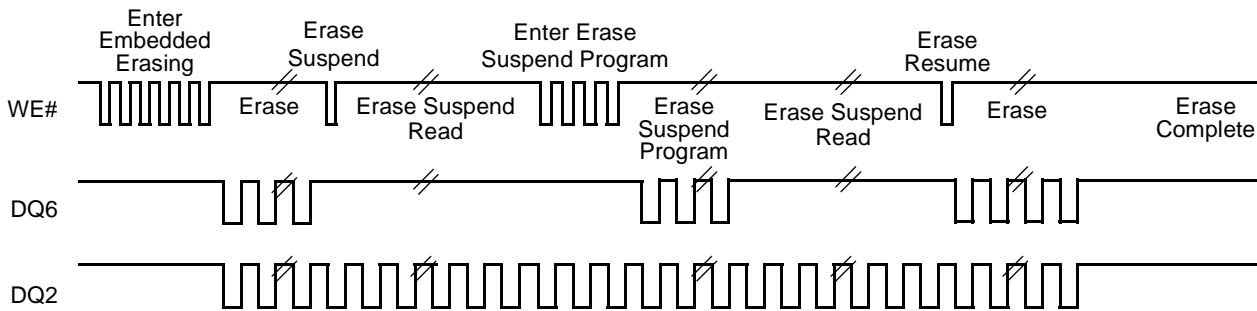 Enter
Embedded
Erasing
Erase
Suspend
Enter Erase
Suspend Program
Erase
Resume
WE#
Erase
Erase Suspend
Read
Erase
Suspend
Program
Erase Suspend
Read
Erase
Erase
Complete
DQ6
DQ2